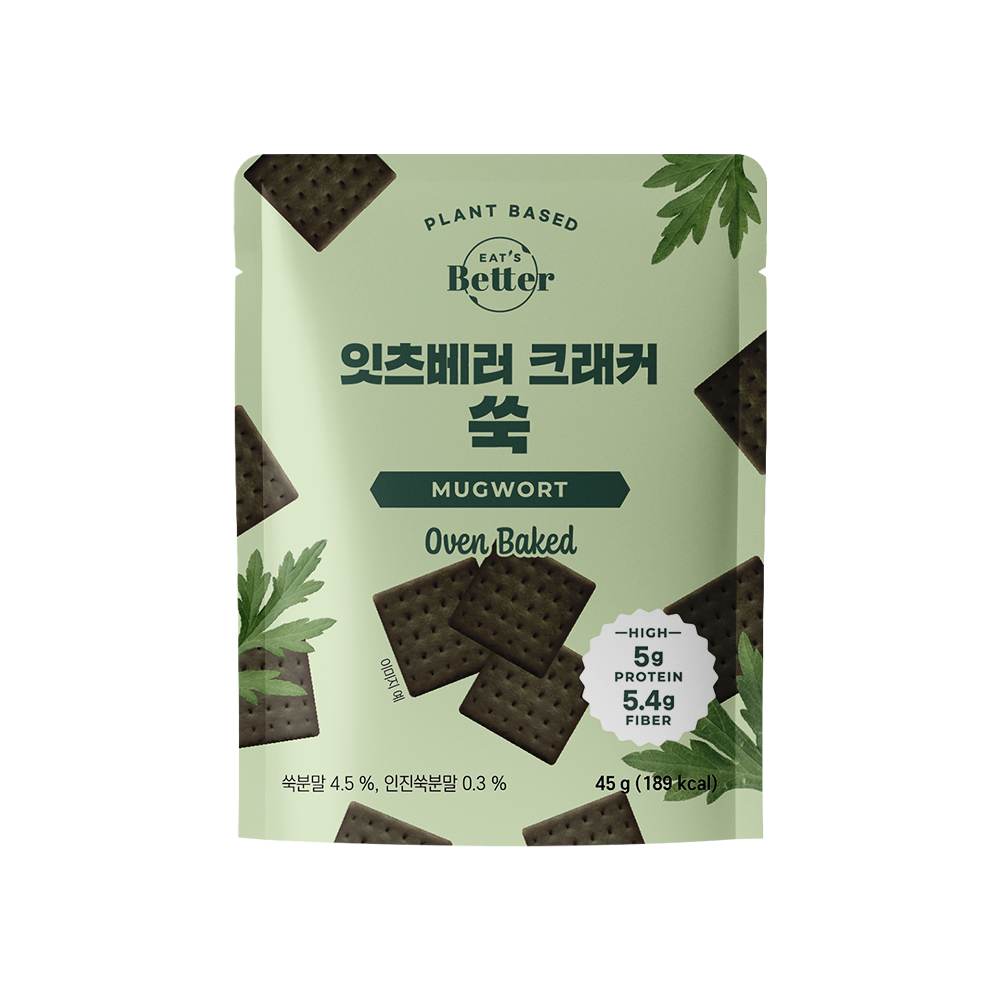 PLANT BASED
EAT'S
Better
잇츠베러 크래커
쑥
MUGWORT
Oven Baked
이미지 예
HIGH
5g
PROTEIN
5.4g
FIBER
쑥분말 4.5 %, 인진쑥분말 0.3 %
45 g (189 kcal)